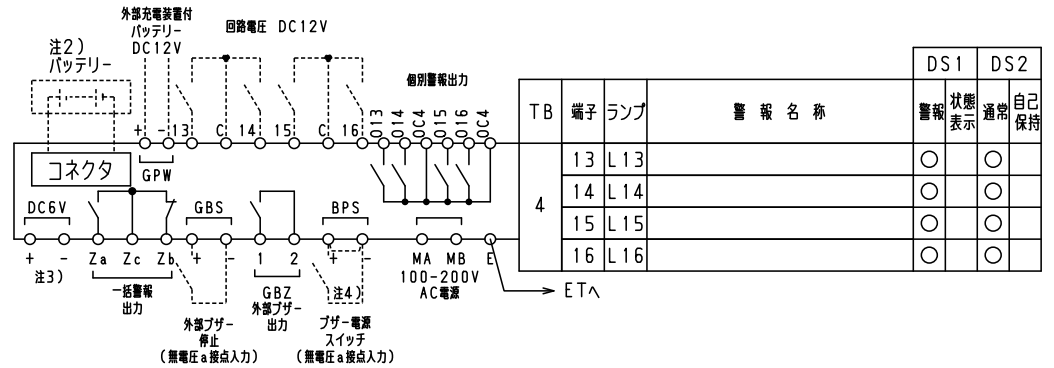 外部充電装置付
バッテリー
DC12V
回路電圧 DC12V
注2)
バッテリー
個別警報出力
+ - 13 C 14 15 C 16
O13 O14 OC4 O15 O16 OC4
コネクタ
GPW
DC6V
GBS
BPS
+ - Za Zc Zb + - 1 2 + - MA MB E
注3)
一括警報
出力
GBZ
外部ブザー
出力
注4)
100-200V
AC電源
ETへ
外部ブザー
停止
(無電圧a接点入力)
ブザー電源
スイッチ
(無電圧a接点入力)
DS1 DS2
TB 端子 ランプ 警報名称 警報 状態表示 通常 自己保持
4
13 L13 ○ ○
14 L14 ○ ○
15 L15 ○ ○
16 L16 ○ ○